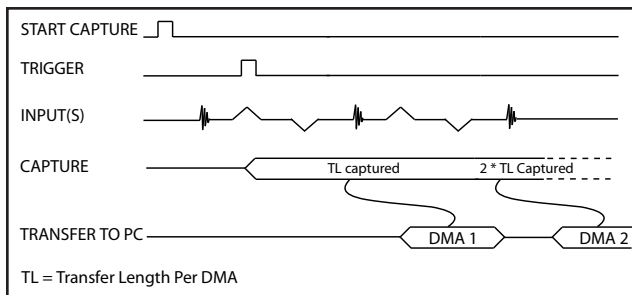 START CAPTURE
TRIGGER
INPUT(S)
CAPTURE
TL captured
2 * TL Captured
TRANSFER TO PC
DMA 1
DMA 2
TL = Transfer Length Per DMA